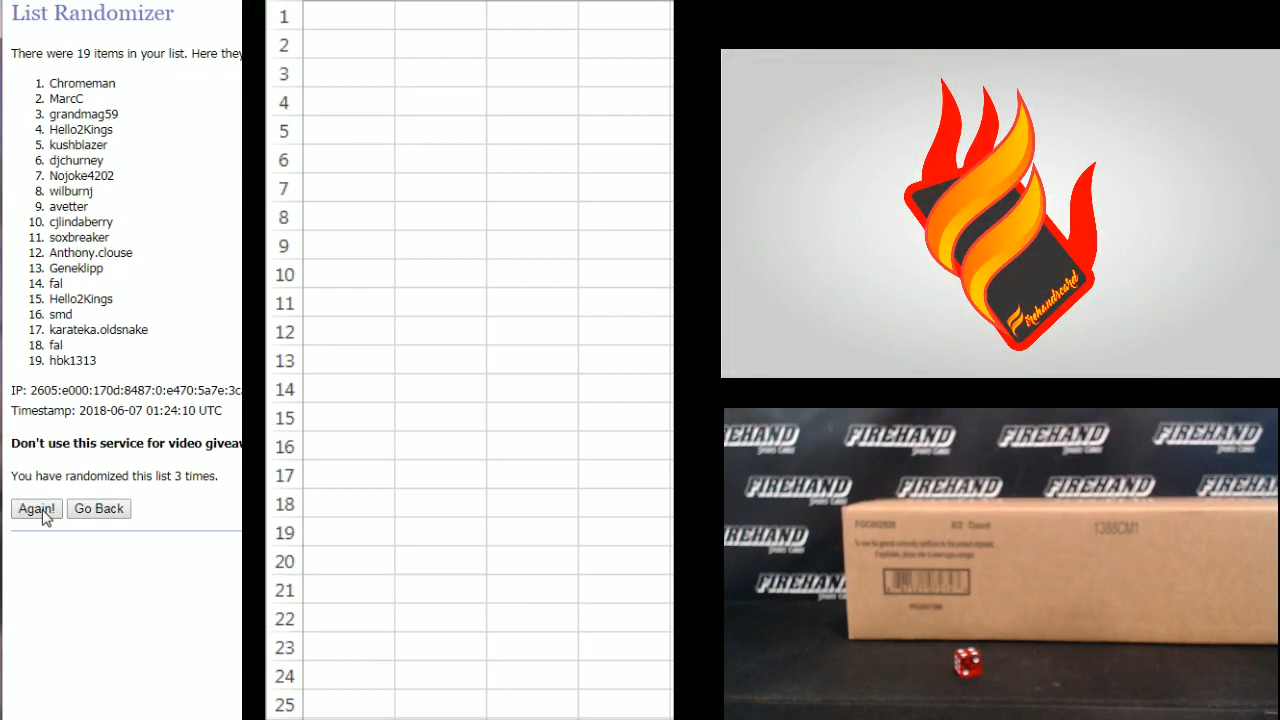 List Randomizer
There were 19 items in your list. Here they
1. Chromeman
2. MarcC
3. grandmag59
4. Hello2Kings
5. kushblazer
6. djchurney
7. Nojoke4202
8. wilburnj
9. avetter
10. cjlindaberry
11. soxbreaker
12. Anthony.clouse
13. Geneklipp
14. fal
15. Hello2Kings
16. smd
17. karateka.oldsnake
18. fal
19. hbk1313
IP: 2605:e000:170d:8487:0:e470:5a7e:3c
Timestamp: 2018-06-07 01:24:10 UTC
Don't use this service for video giveaw
You have randomized this list 3 times.
Again! Go Back
1
2
3
4
5
6
7
8
9
10
11
12
13
14
15
16
17
18
19
20
21
22
23
24
25
Firehandscard
FIREHAND FIREHAND FIREHAND FIREHAND
FIREHAND FIREHAND FIREHAND FIREHAND
FIREHAND
FIREHAND
Count
1388CM1